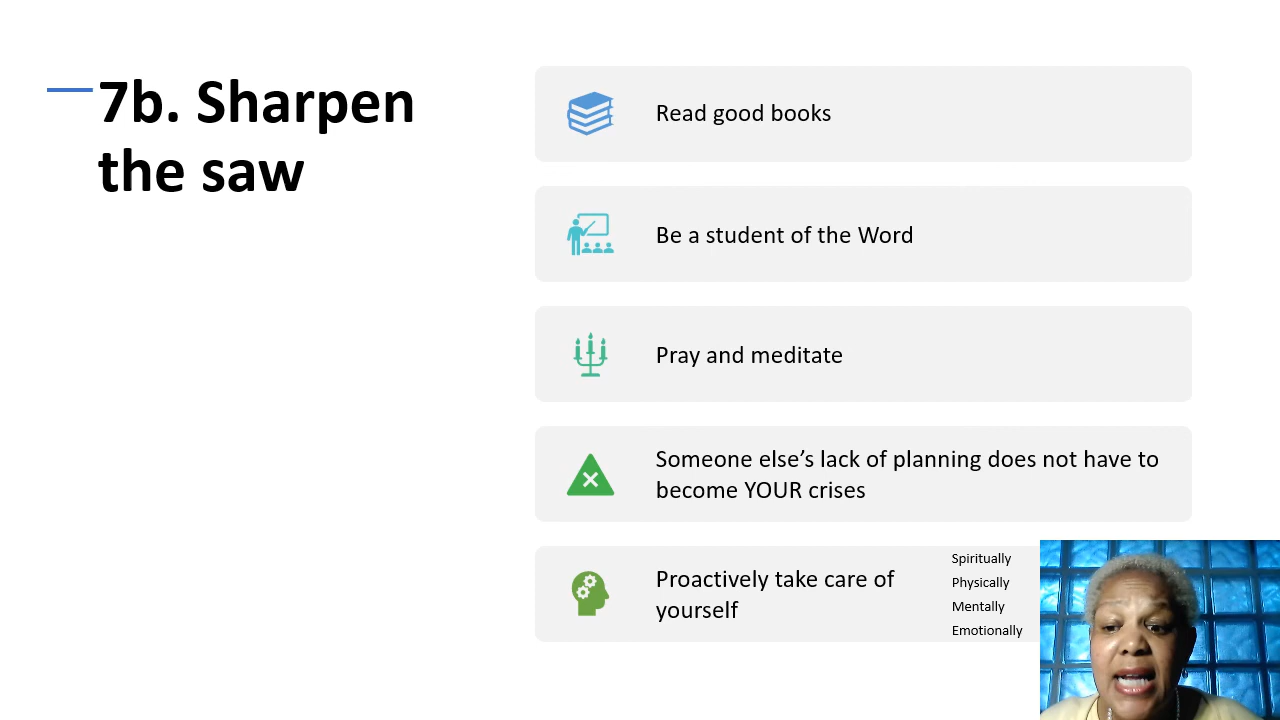 7b. Sharpen
the saw
Read good books
Be a student of the Word
Pray and meditate
Someone else’s lack of planning does not have to
become YOUR crises
Proactively take care of
yourself
Spiritually
Physically
Mentally
Emotionally